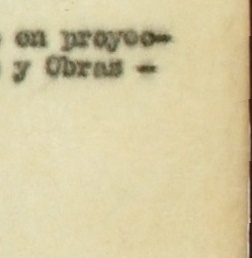 en proyec-
y Obras -